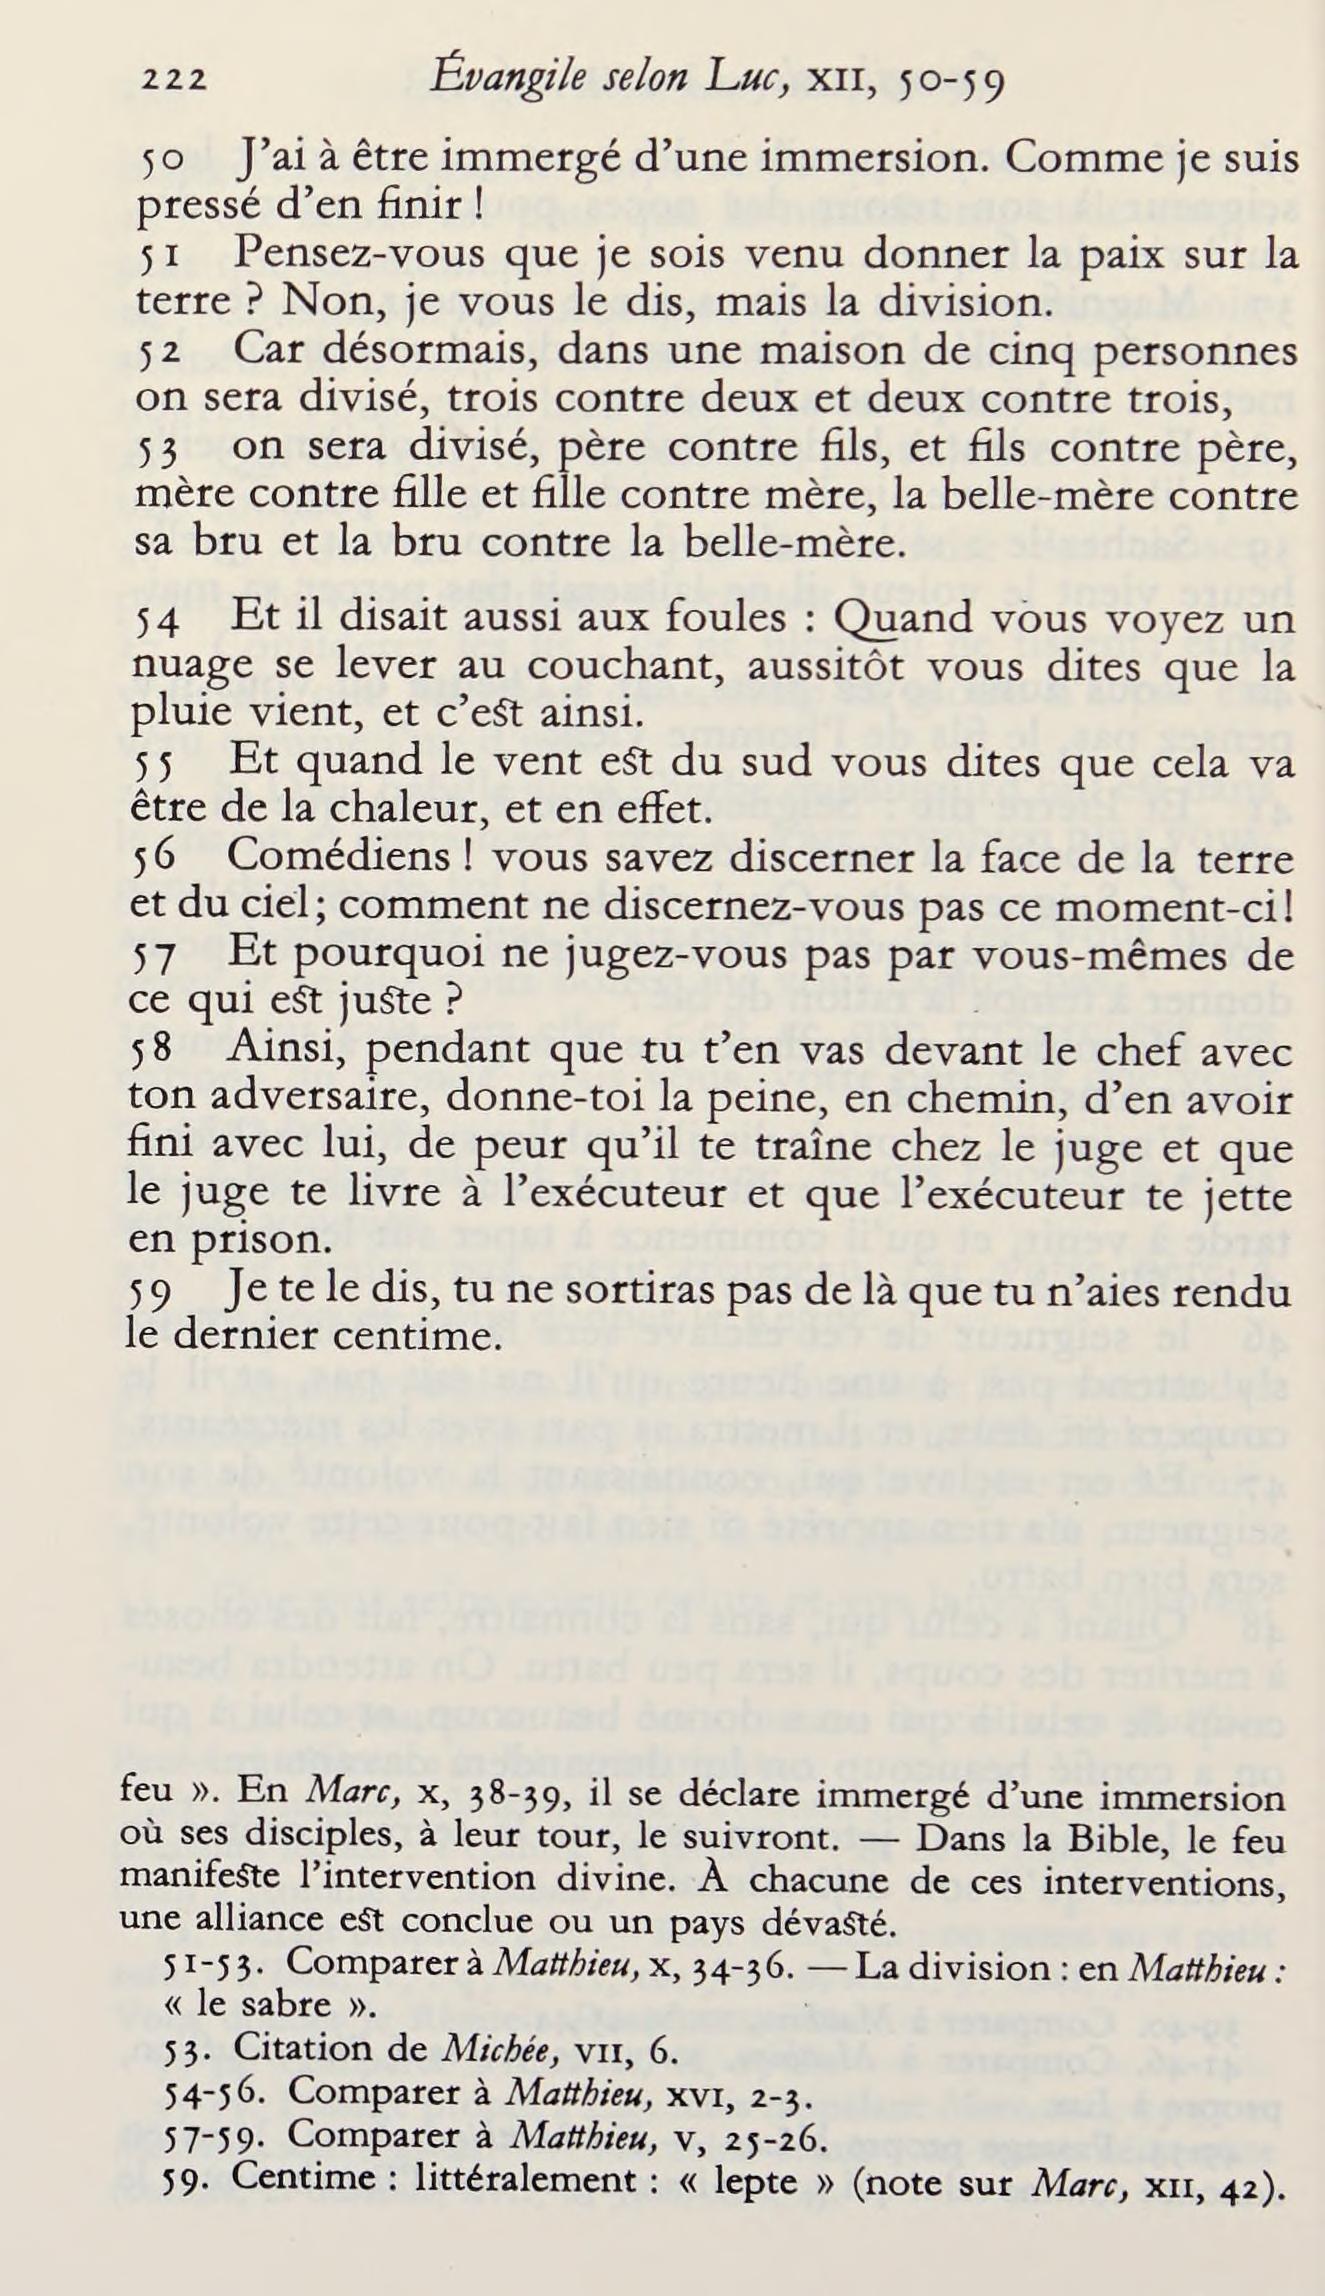 222 Évangile selon Luc, XII, 50-59
50 J’ai à être immergé d’une immersion. Comme je suis
pressé d’en finir !
51 Pensez-vous que je sois venu donner la paix sur la
terre ? Non, je vous le dis, mais la division.
52 Car désormais, dans une maison de cinq personnes
on sera divisé, trois contre deux et deux contre trois,
53 on sera divisé, père contre fils, et fils contre père,
mère contre fille et fille contre mère, la belle-mère contre
sa bru et la bru contre la belle-mère.
54 Et il disait aussi aux foules : Quand vous voyez un
nuage se lever au couchant, aussitôt vous dites que la
pluie vient, et c’est ainsi.
55 Et quand le vent est du sud vous dites que cela va
être de la chaleur, et en effet.
56 Comédiens ! vous savez discerner la face de la terre
et du ciel ; comment ne discernez-vous pas ce moment-ci !
57 Et pourquoi ne jugez-vous pas par vous-mêmes de
ce qui est juste ?
58 Ainsi, pendant que tu t’en vas devant le chef avec
ton adversaire, donne-toi la peine, en chemin, d’en avoir
fini avec lui, de peur qu’il te traîne chez le juge et que
le juge te livre à l’exécuteur et que l’exécuteur te jette
en prison.
59 Je te le dis, tu ne sortiras pas de là que tu n’aies rendu
le dernier centime.
feu ». En Marc, X, 38-39, il se déclare immergé d’une immersion
où ses disciples, à leur tour, le suivront. — Dans la Bible, le feu
manifeste l’intervention divine. À chacune de ces interventions,
une alliance est conclue ou un pays dévasté.
51-53. Comparer à Matthieu, X, 34-36. — La division : en Matthieu :
« le sabre ».
53. Citation de Michée, VII, 6.
54-56. Comparer à Matthieu, XVI, 2-3.
57-59. Comparer à Matthieu, V, 25-26.
59. Centime : littéralement : « lepte » (note sur Marc, XII, 42).